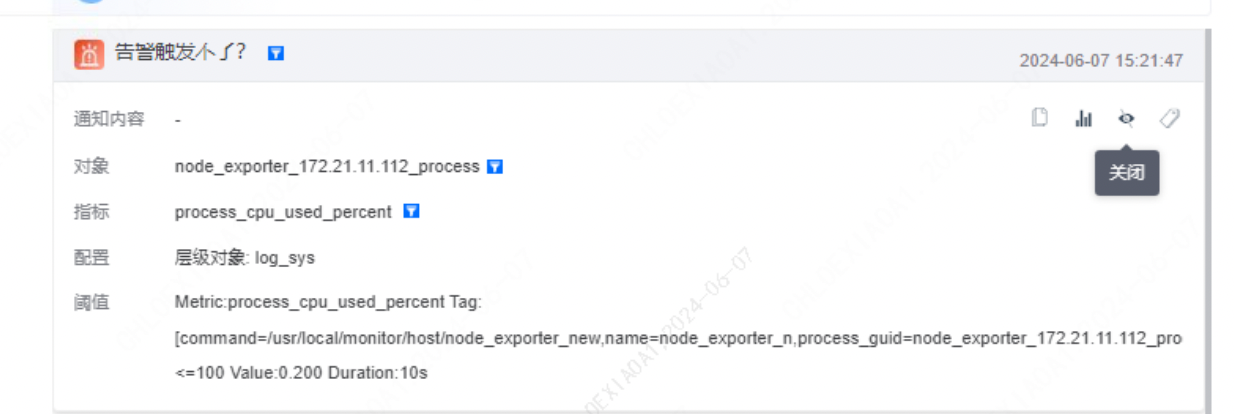 告警触发不了?
2024-06-07 15:21:47
通知内容 -
关闭
对象 node_exporter_172.21.11.112_process
指标 process_cpu_used_percent
配置 层级对象: log_sys
阈值 Metric:process_cpu_used_percent Tag:
[command=/usr/local/monitor/host/node_exporter_new,name=node_exporter_n,process_guid=node_exporter_172.21.11.112_pro
<=100 Value:0.200 Duration:10s